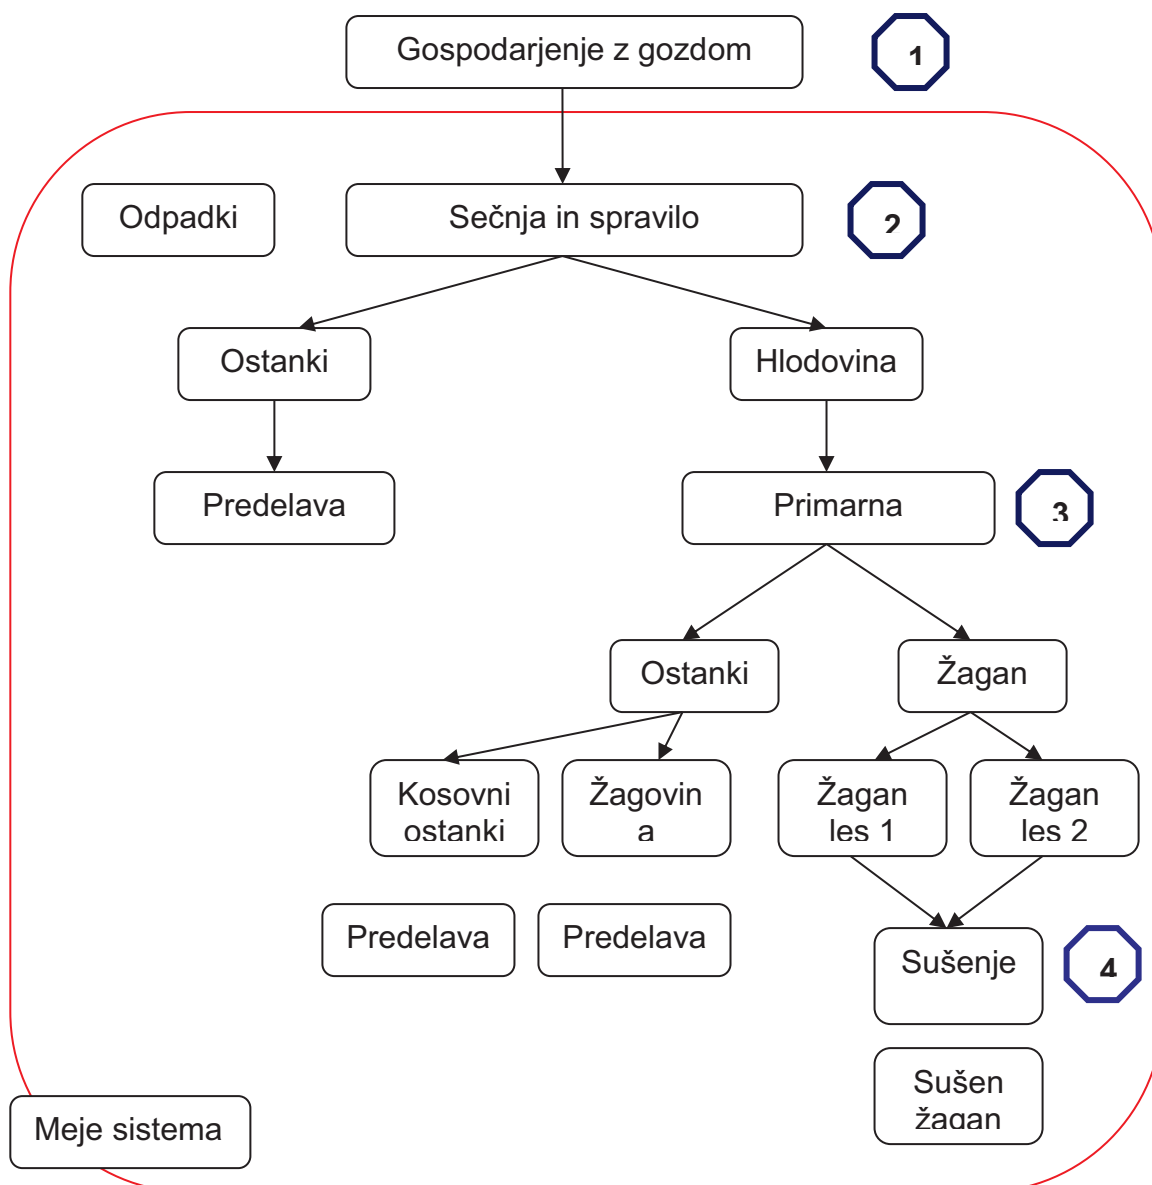 Gospodarjenje z gozdom
1
Odpadki
Sečnja in spravilo
2
Ostanki
Hlodovina
Predelava
Primarna
3
Ostanki
Žagan
Kosovni
ostanki
Žagovin
a
Žagan
les 1
Žagan
les 2
Predelava
Predelava
Sušenje
4
Sušen
žagan
Meje sistema